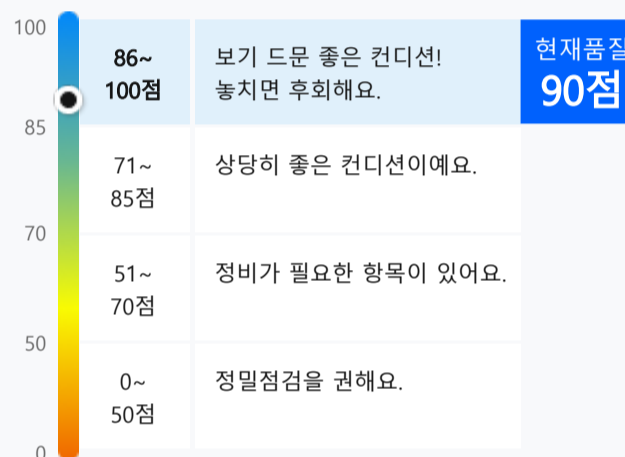 100
86~
100점
보기 드문 좋은 컨디션!
놓치면 후회해요.
현재품질
90점
85
71~
85점
상당히 좋은 컨디션이예요.
70
51~
70점
정비가 필요한 항목이 있어요.
50
0~
50점
정밀점검을 권해요.
0